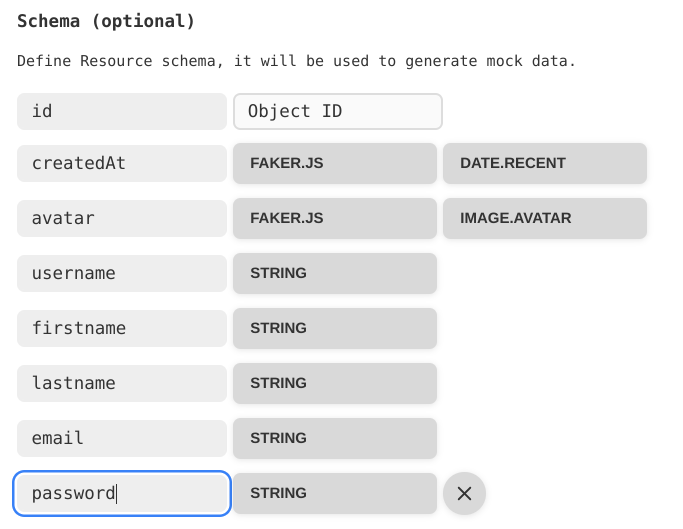 Schema (optional)
Define Resource schema, it will be used to generate mock data.
id Object ID
createdAt FAKER.JS DATE.RECENT
avatar FAKER.JS IMAGE.AVATAR
username STRING
firstname STRING
lastname STRING
email STRING
password STRING